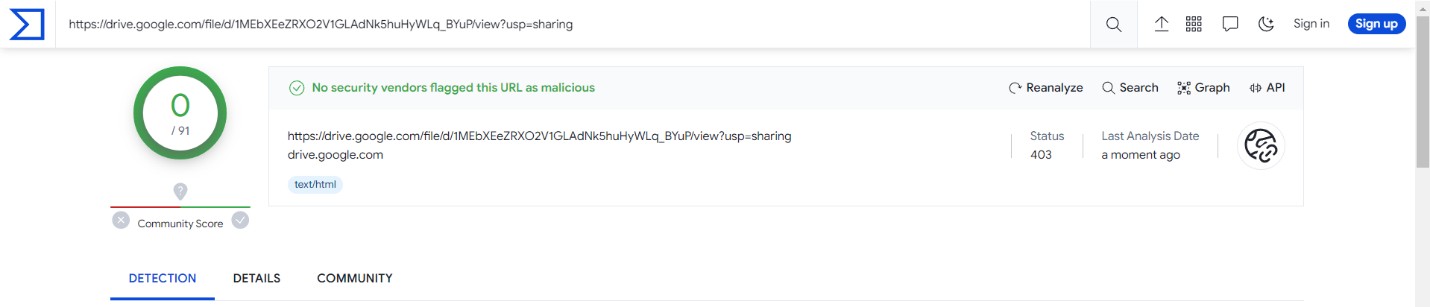 https://drive.google.com/file/d/1MEbXEeZRXO2V1GLAdNk5huHyWLq_BYuP/view?usp=sharing Sign in Sign up
0
/ 91
? Community Score
No security vendors flagged this URL as malicious Reanalyze Search Graph API
https://drive.google.com/file/d/1MEbXEeZRXO2V1GLAdNk5huHyWLq_BYuP/view?usp=sharing
drive.google.com
text/html
Status
403
Last Analysis Date
a moment ago
DETECTION DETAILS COMMUNITY